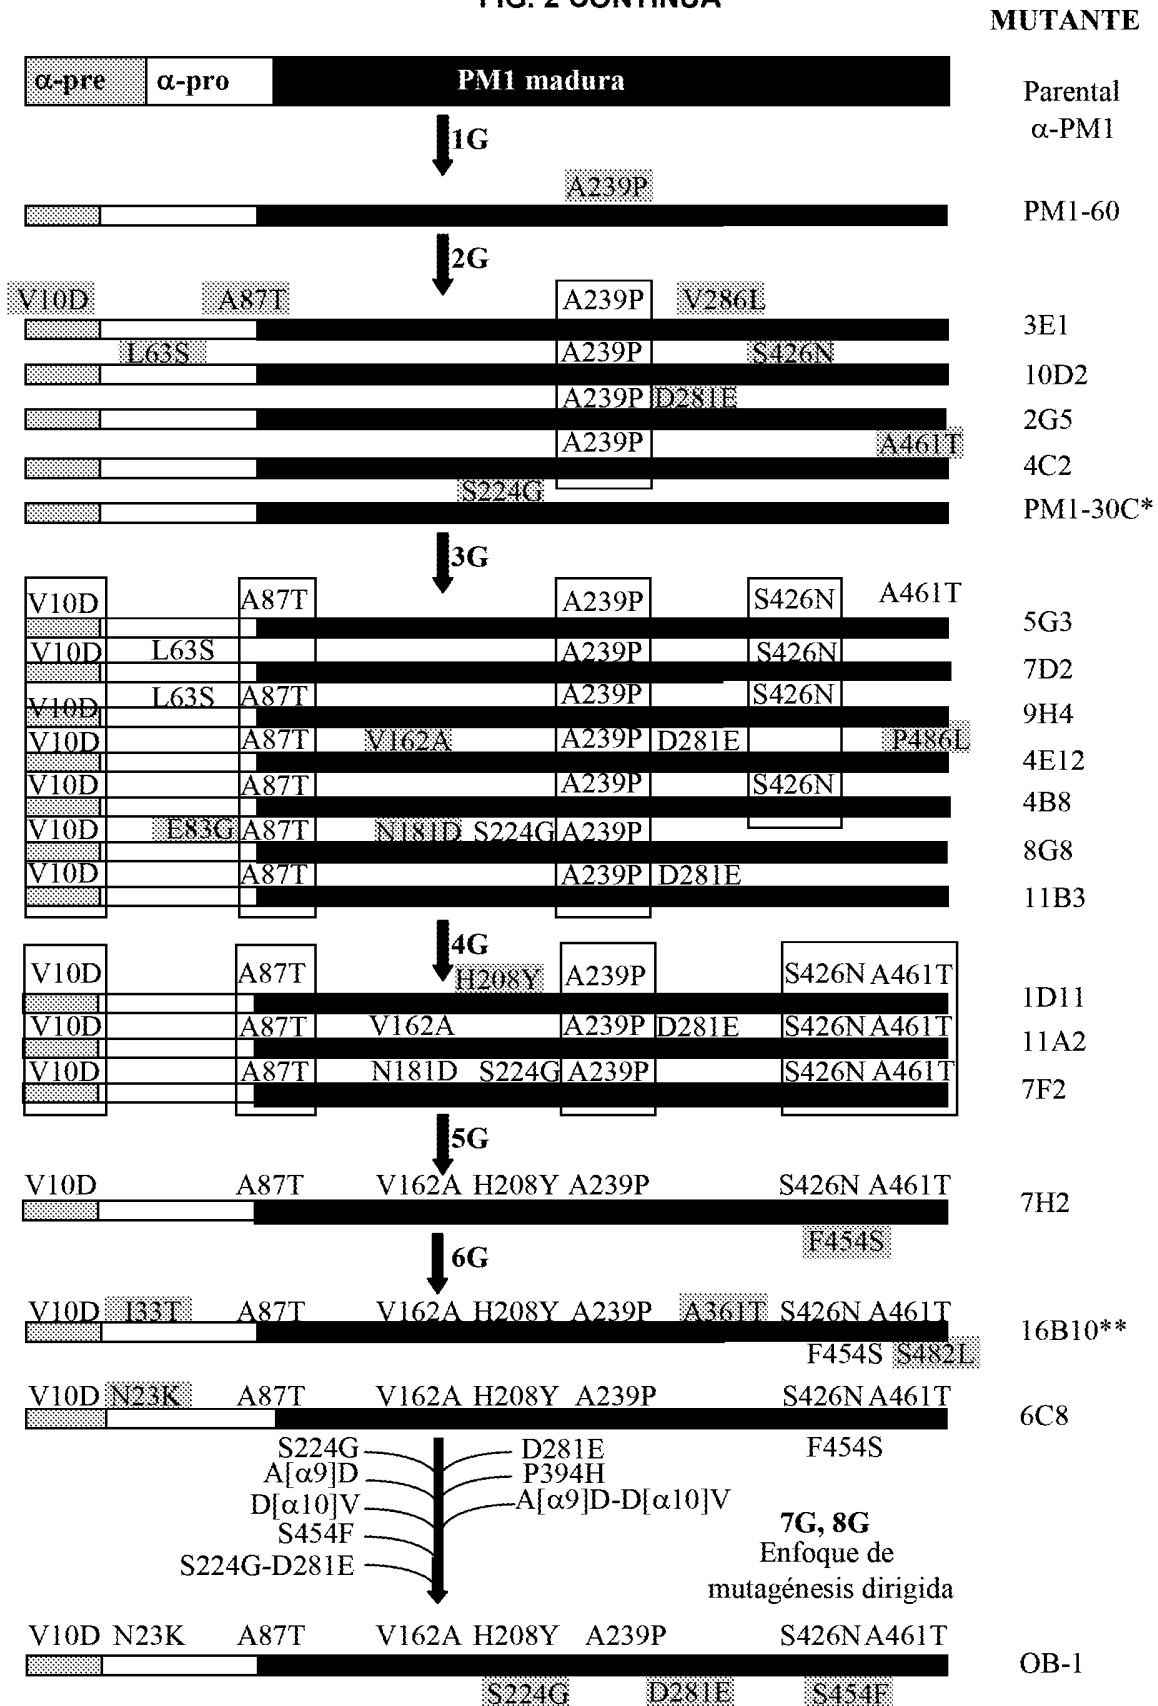 FIG. 2 CONTINUA
MUTANTE
α-pre α-pro PM1 madura
Parental
α-PM1
1G
A239P
PM1-60
2G
V10D A87T A239P V286L
3E1
L63S A239P S426N
10D2
A239P D281E
2G5
A239P A461T
4C2
S224G
PM1-30C*
3G
V10D A87T A239P S426N A461T
5G3
V10D L63S A239P S426N
7D2
V10D L63S A87T A239P S426N
9H4
V10D A87T V162A A239P D281E P486L
4E12
V10D A87T A239P S426N
4B8
V10D E83G A87T N181D S224G A239P
8G8
V10D A87T A239P D281E
11B3
4G
V10D A87T H208Y A239P S426N A461T
1D11
V10D A87T V162A A239P D281E S426N A461T
11A2
V10D A87T N181D S224G A239P S426N A461T
7F2
5G
V10D A87T V162A H208Y A239P S426N A461T
7H2
F454S
6G
V10D I33T A87T V162A H208Y A239P A361T S426N A461T
16B10**
F454S S482L
V10D N23K A87T V162A H208Y A239P S426N A461T
6C8
S224G D281E F454S
A[α9]D P394H
D[α10]V A[α9]D-D[α10]V
S454F
7G, 8G
Enfoque de
S224G-D281E
mutagénesis dirigida
V10D N23K A87T V162A H208Y A239P S426N A461T
OB-1
S224G D281E S454F